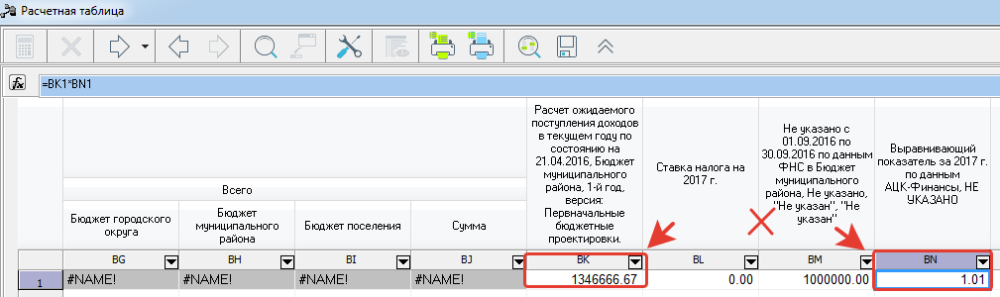 Расчетная таблица
fx
=BK1*BN1
Всего
Бюджет городского
округа
Бюджет
муниципального
района
Бюджет поселения
Сумма
Расчет ожидаемого
поступления доходов
в текущем году по
состоянию на
21.04.2016, Бюджет
муниципального
района, 1-й год,
версия:
Первначальные
бюджетные
проектировки.
Ставка налога на
2017 г.
Не указано с
01.09.2016 по
30.09.2016 по данным
ФНС в Бюджет
муниципального
района, Не указано,
"Не указан", "Не
указан"
Выравнивающий
показатель за 2017 г.
по данным
АЦК-Финансы, НЕ
УКАЗАНО
BG BH BI BJ BK BL BM BN
1 #NAME! #NAME! #NAME! #NAME! 1346666.67 0.00 1000000.00 1.01